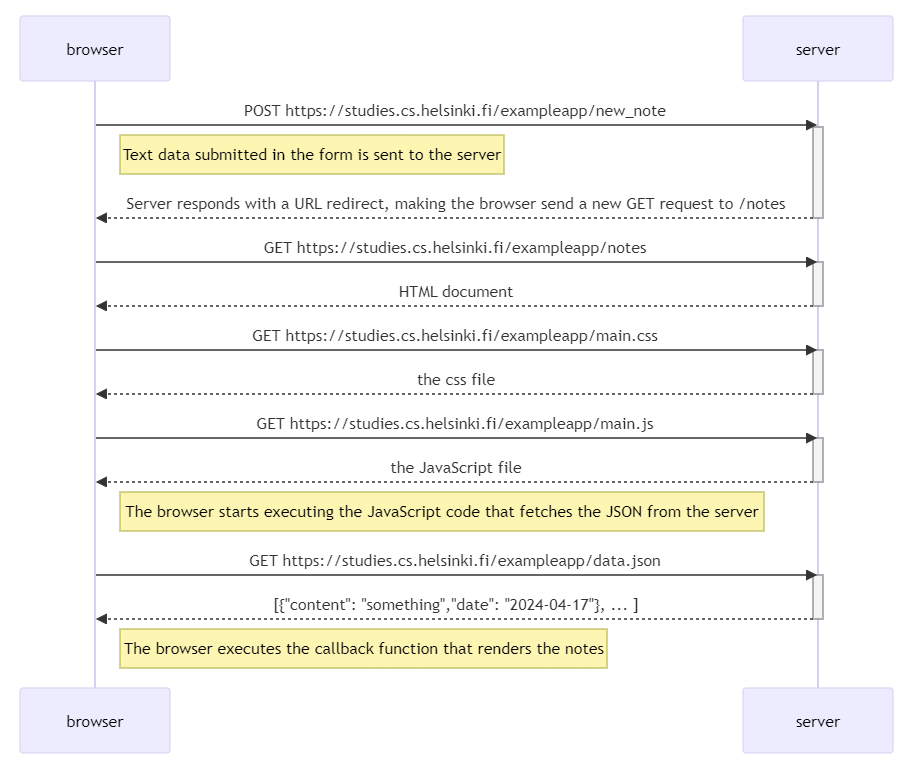 browser
server
POST https://studies.cs.helsinki.fi/exampleapp/new_note
Text data submitted in the form is sent to the server
Server responds with a URL redirect, making the browser send a new GET request to /notes
GET https://studies.cs.helsinki.fi/exampleapp/notes
HTML document
GET https://studies.cs.helsinki.fi/exampleapp/main.css
the css file
GET https://studies.cs.helsinki.fi/exampleapp/main.js
the JavaScript file
The browser starts executing the JavaScript code that fetches the JSON from the server
GET https://studies.cs.helsinki.fi/exampleapp/data.json
[{"content": "something","date": "2024-04-17"}, ... ]
The browser executes the callback function that renders the notes
browser
server